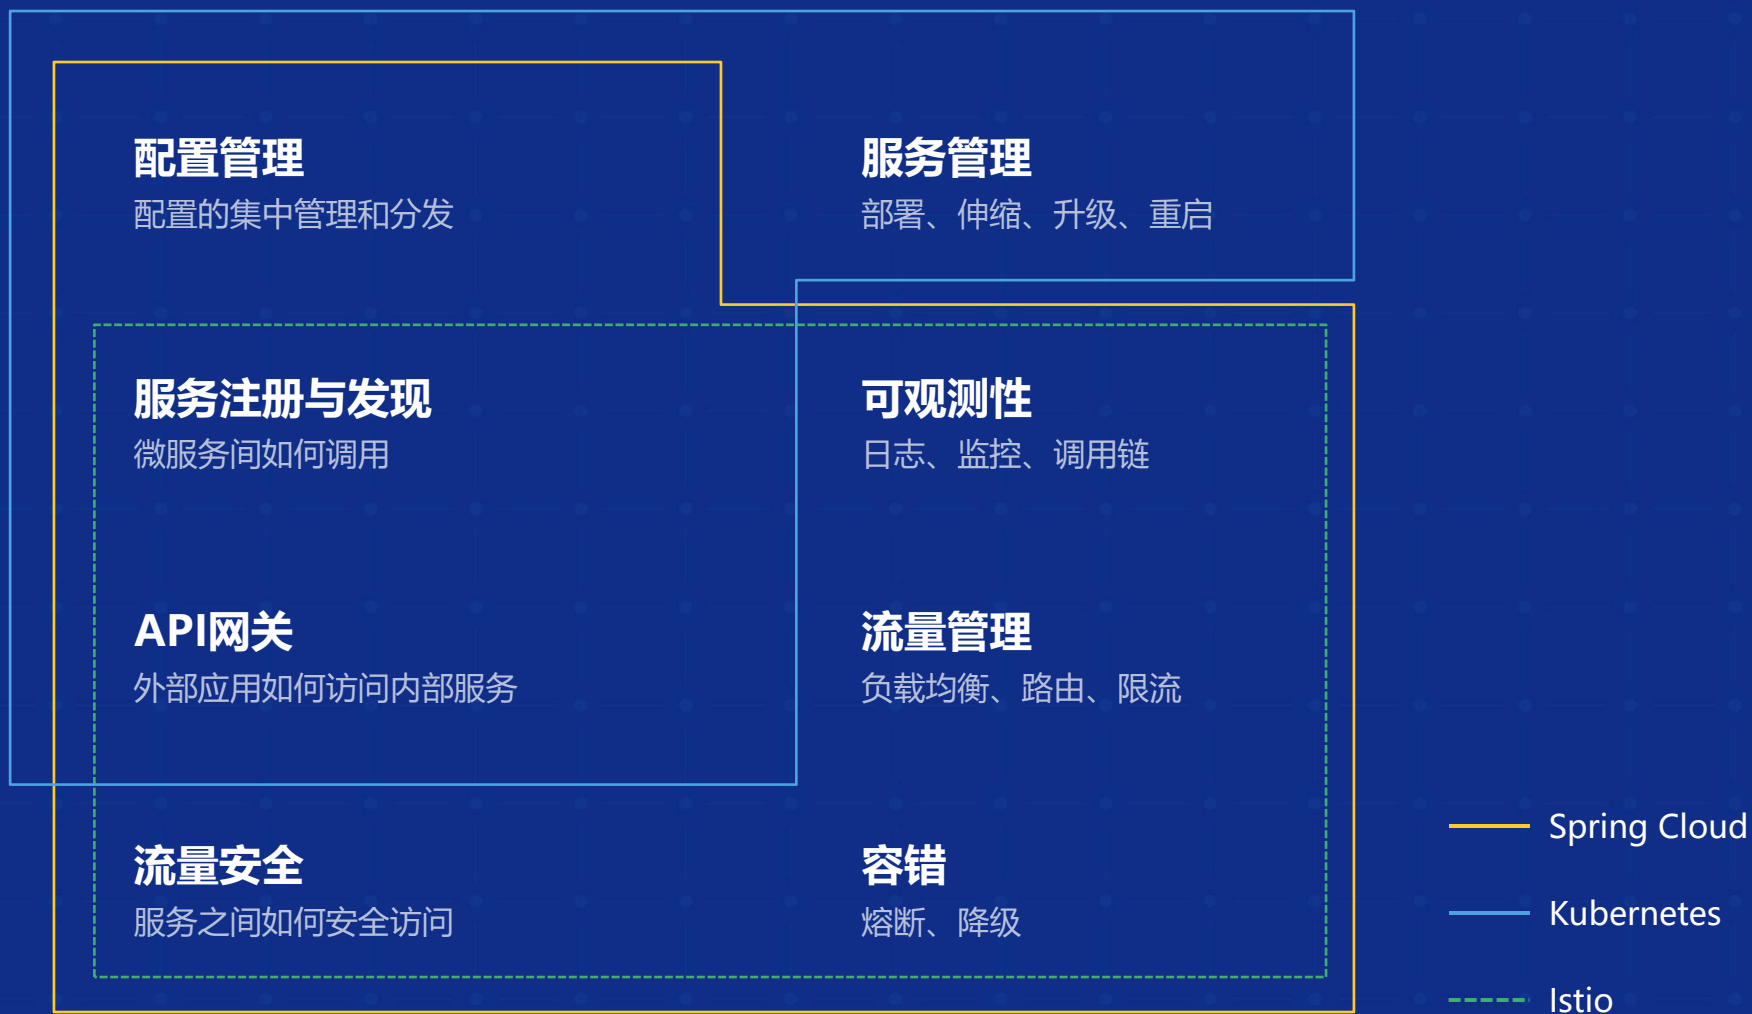 配置管理
配置的集中管理和分发
服务管理
部署、伸缩、升级、重启
服务注册与发现
微服务间如何调用
可观测性
日志、监控、调用链
API网关
外部应用如何访问内部服务
流量管理
负载均衡、路由、限流
流量安全
服务之间如何安全访问
容错
熔断、降级
Spring Cloud
Kubernetes
Istio